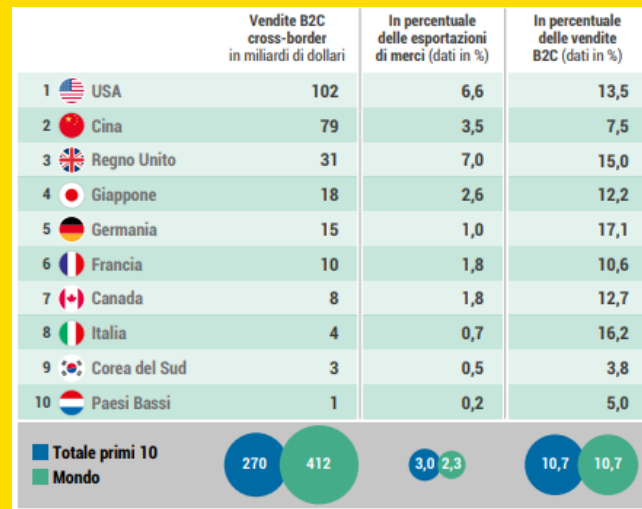 Vendite B2C
cross-border
in miliardi di dollari
In percentuale
delle esportazioni
di merci (dati in %)
In percentuale
delle vendite
B2C (dati in %)
1 USA 102 6,6 13,5
2 Cina 79 3,5 7,5
3 Regno Unito 31 7,0 15,0
4 Giappone 18 2,6 12,2
5 Germania 15 1,0 17,1
6 Francia 10 1,8 10,6
7 Canada 8 1,8 12,7
8 Italia 4 0,7 16,2
9 Corea del Sud 3 0,5 3,8
10 Paesi Bassi 1 0,2 5,0
Totale primi 10
Mondo
270 412 3,0 2,3 10,7 10,7